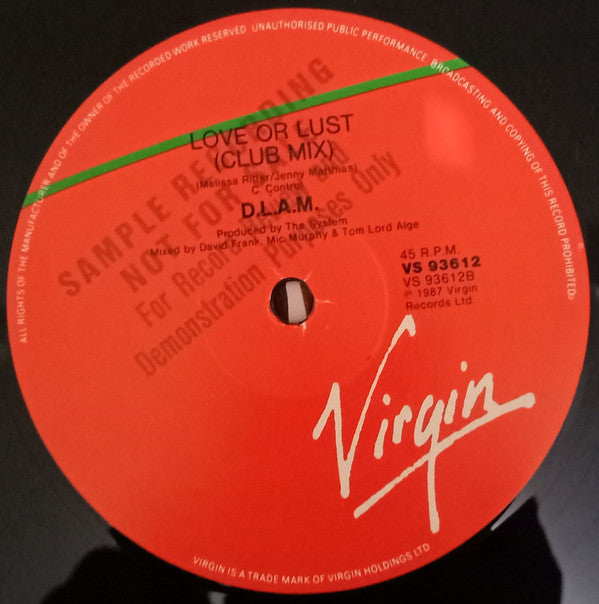 ALL RIGHTS OF THE MANUFACTURER AND OF THE OWNER OF THE RECORDED WORK RESERVED UNAUTHORISED PUBLIC PERFORMANCE, BROADCASTING AND COPYING OF THIS RECORD PROHIBITED
SAMPLE RECORDING
NOT FOR
For Record
Demonstration Purposes Only
LOVE OR LUST
(CLUB MIX)
(Melissa Ritter/Jenny Matthias)
C. Control
D.L.A.M.
Produced by The System
Mixed by David Frank, Mic Murphy & Tom Lord Alge
45 R.P.M.
VS 93612
VS 93612B
℗ 1987 Virgin
Records Ltd.
Virgin
VIRGIN IS A TRADE MARK OF VIRGIN HOLDINGS LTD